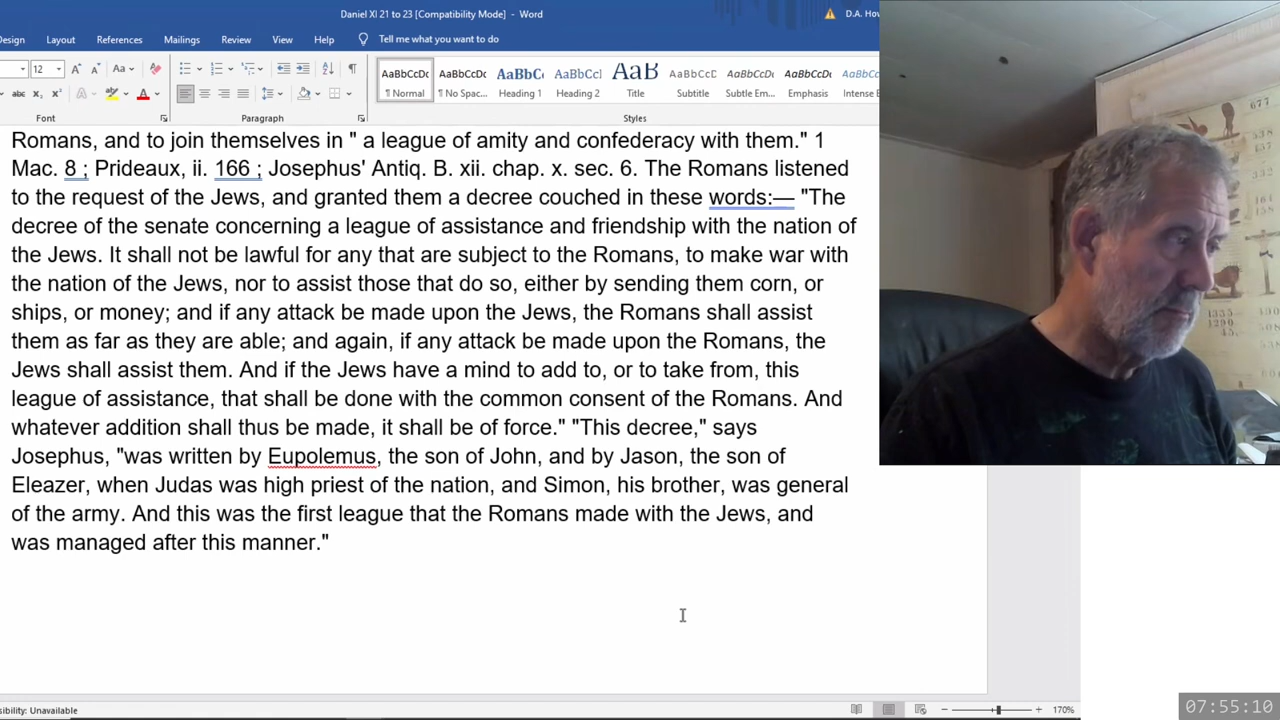 Daniel XI 21 to 23 [Compatibility Mode] - Word
D.A. Hov
Design Layout References Mailings Review View Help Tell me what you want to do
12 Aa
abc x₂ x² A A
AaBbCcDc AaBbCcDc AaBbCc AaBbCcl AaB AaBbCcD AaBbCcDc AaBbCcDc AaBbCcDc
¶ Normal ¶ No Spac... Heading 1 Heading 2 Title Subtitle Subtle Em... Emphasis Intense E
Font Paragraph Styles
Romans, and to join themselves in " a league of amity and confederacy with them." 1
Mac. 8 ; Prideaux, ii. 166 ; Josephus' Antiq. B. xii. chap. x. sec. 6. The Romans listened
to the request of the Jews, and granted them a decree couched in these words:— "The
decree of the senate concerning a league of assistance and friendship with the nation of
the Jews. It shall not be lawful for any that are subject to the Romans, to make war with
the nation of the Jews, nor to assist those that do so, either by sending them corn, or
ships, or money; and if any attack be made upon the Jews, the Romans shall assist
them as far as they are able; and again, if any attack be made upon the Romans, the
Jews shall assist them. And if the Jews have a mind to add to, or to take from, this
league of assistance, that shall be done with the common consent of the Romans. And
whatever addition shall thus be made, it shall be of force." "This decree," says
Josephus, "was written by Eupolemus, the son of John, and by Jason, the son of
Eleazer, when Judas was high priest of the nation, and Simon, his brother, was general
of the army. And this was the first league that the Romans made with the Jews, and
was managed after this manner."
677
1335
1290
45
sibility: Unavailable
170%
07:55:10